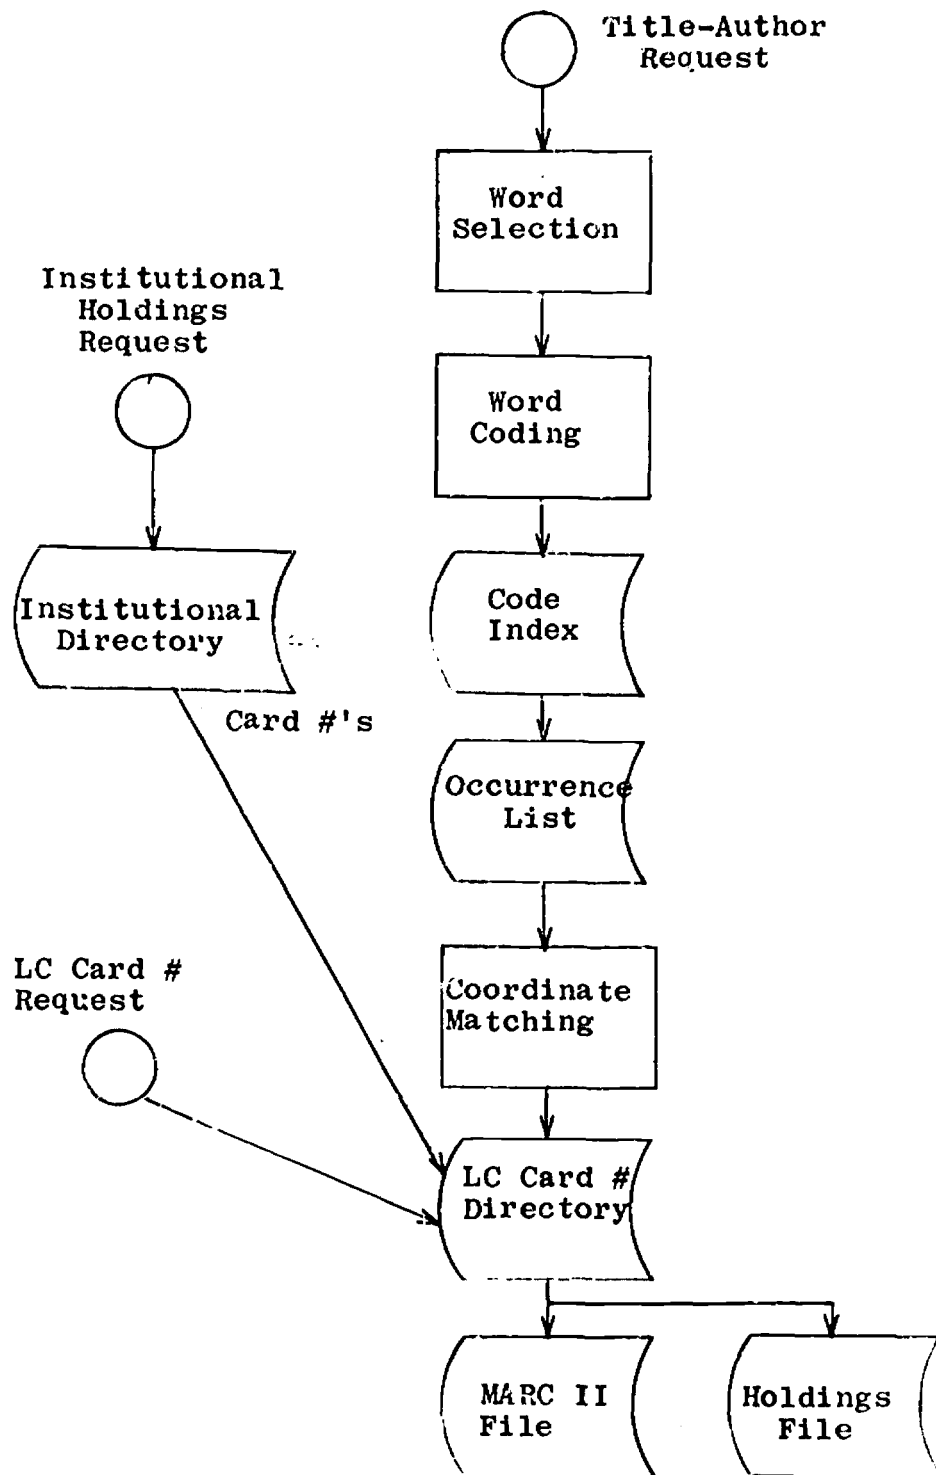 Title-Author
Request
Word
Selection
Institutional
Holdings
Request
Word
Coding
Institutional
Directory
Code
Index
Card #'s
Occurrence
List
LC Card #
Request
Coordinate
Matching
LC Card #
Directory
MARC II
File
Holdings
File